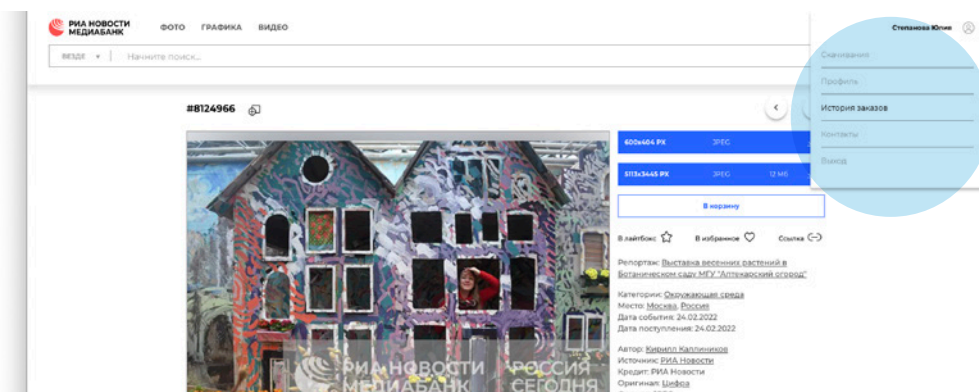 РИА НОВОСТИ
МЕДИАБАНК
ФОТО ГРАФИКА ВИДЕО
Степанова Юлия
ВЕЗДЕ
Начните поиск...
Скачивания
Профиль
История заказов
Контакты
Выход
#8124966
600x404 PX JPEG
5113x3445 PX JPEG 12 Мб
В корзину
В лайтбокс В избранное Ссылка
Репортаж: Выставка весенних растений в
Ботаническом саду МГУ "Аптекарский огород"
Категории: Окружающая среда
Место: Москва, Россия
Дата события: 24.02.2022
Дата поступления: 24.02.2022
Автор: Кирилл Каллиников
Источник: РИА Новости
Кредит: РИА Новости
Оригинал: Цифра
РИА НОВОСТИ РОССИЯ
МЕДИАБАНК СЕГОДНЯ